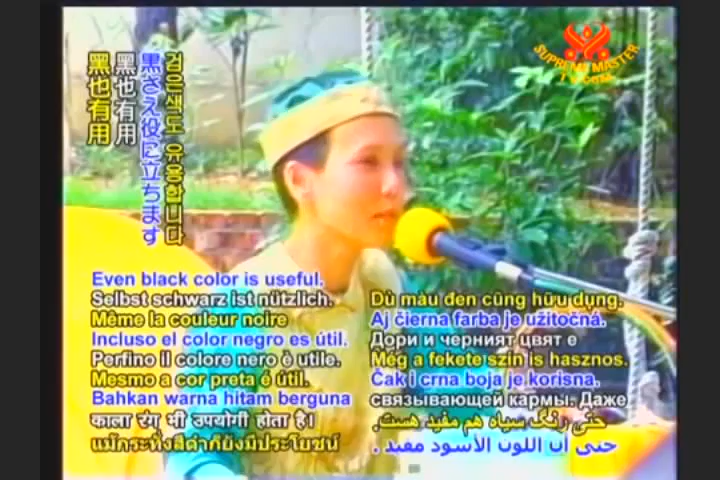 SUPREME MASTER
TV.COM
검은색도 유용합니다
黒さえ役に立ちます
黑也有用
黑也有用
Even black color is useful.
Selbst schwarz ist nützlich.
Même la couleur noire
Incluso el color negro es útil.
Perfino il colore nero è utile.
Mesmo a cor preta é útil.
Bahkan warna hitam berguna
काला रंग भी उपयोगी होता है।
แม้กระทั่งสีดำก็ยังมีประโยชน์
Dù màu đen cũng hữu dụng.
Aj čierna farba je užitočná.
Дори и черният цвят е
Még a fekete szín is hasznos.
Čak i crna boja je korisna.
связывающей кармы. Даже
حتی رنگ سیاه هم مفید هست.
حتى أن اللون الأسود مفيد .